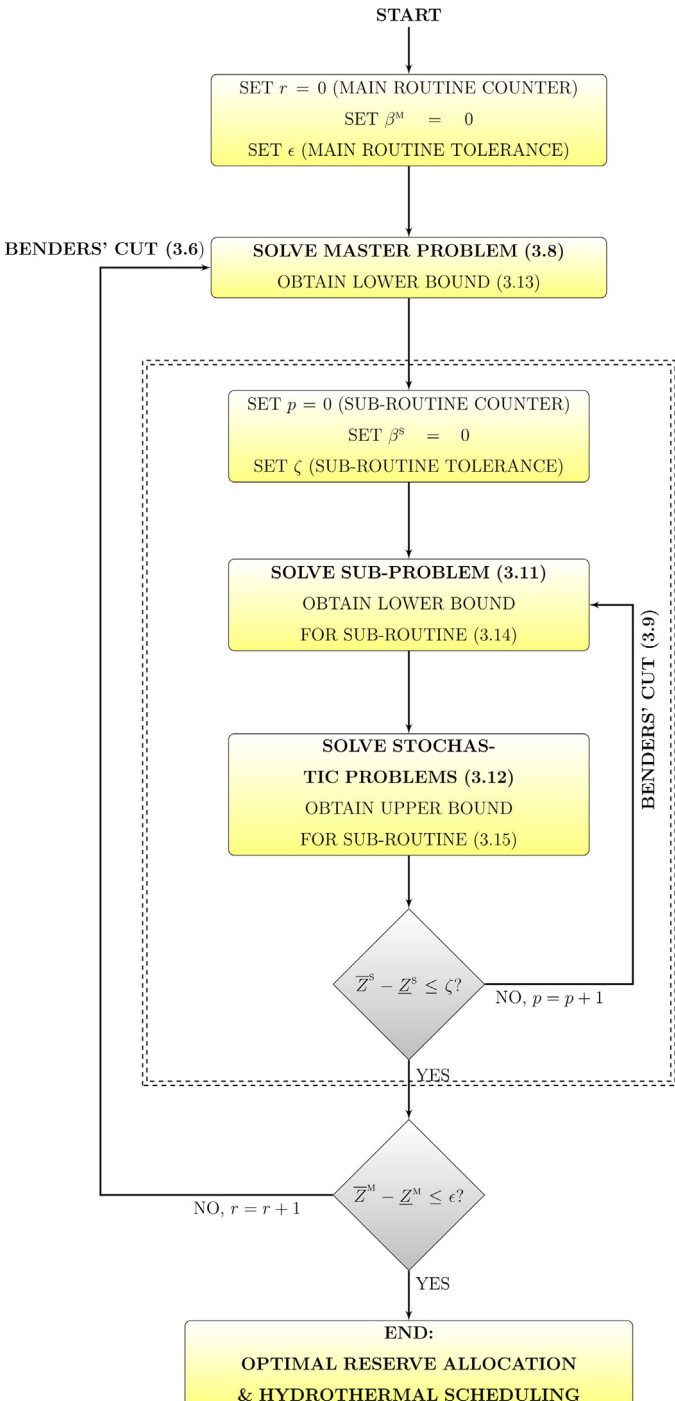 START
SET r = 0 (MAIN ROUTINE COUNTER)
SET βᴹ = 0
SET ϵ (MAIN ROUTINE TOLERANCE)
BENDERS' CUT (3.6)
SOLVE MASTER PROBLEM (3.8)
OBTAIN LOWER BOUND (3.13)
SET p = 0 (SUB-ROUTINE COUNTER)
SET βˢ = 0
SET ζ (SUB-ROUTINE TOLERANCE)
SOLVE SUB-PROBLEM (3.11)
OBTAIN LOWER BOUND
FOR SUB-ROUTINE (3.14)
BENDERS' CUT (3.9)
SOLVE STOCHAS-
TIC PROBLEMS (3.12)
OBTAIN UPPER BOUND
FOR SUB-ROUTINE (3.15)
Z̅ˢ − Z̲ˢ ≤ ζ?
NO, p = p + 1
YES
Z̅ᴹ − Z̲ᴹ ≤ ϵ?
NO, r = r + 1
YES
END:
OPTIMAL RESERVE ALLOCATION
& HYDROTHERMAL SCHEDULING